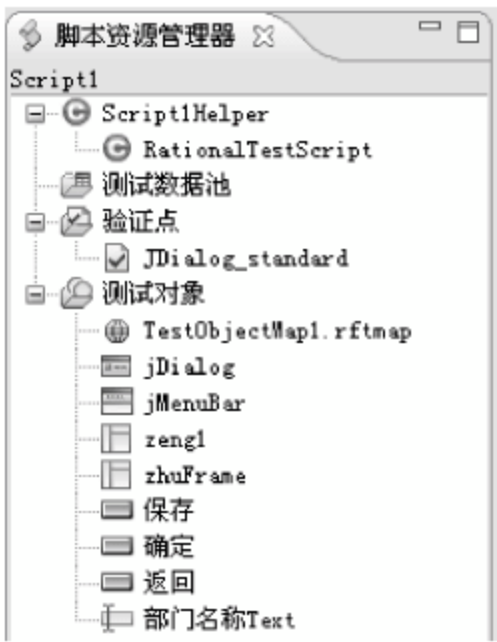 脚本资源管理器
Script1
Script1Helper
RationalTestScript
测试数据池
验证点
JDialog_standard
测试对象
TestObjectMap1.rftmap
jDialog
jMenuBar
zeng1
zhuFrame
保存
确定
返回
部门名称Text